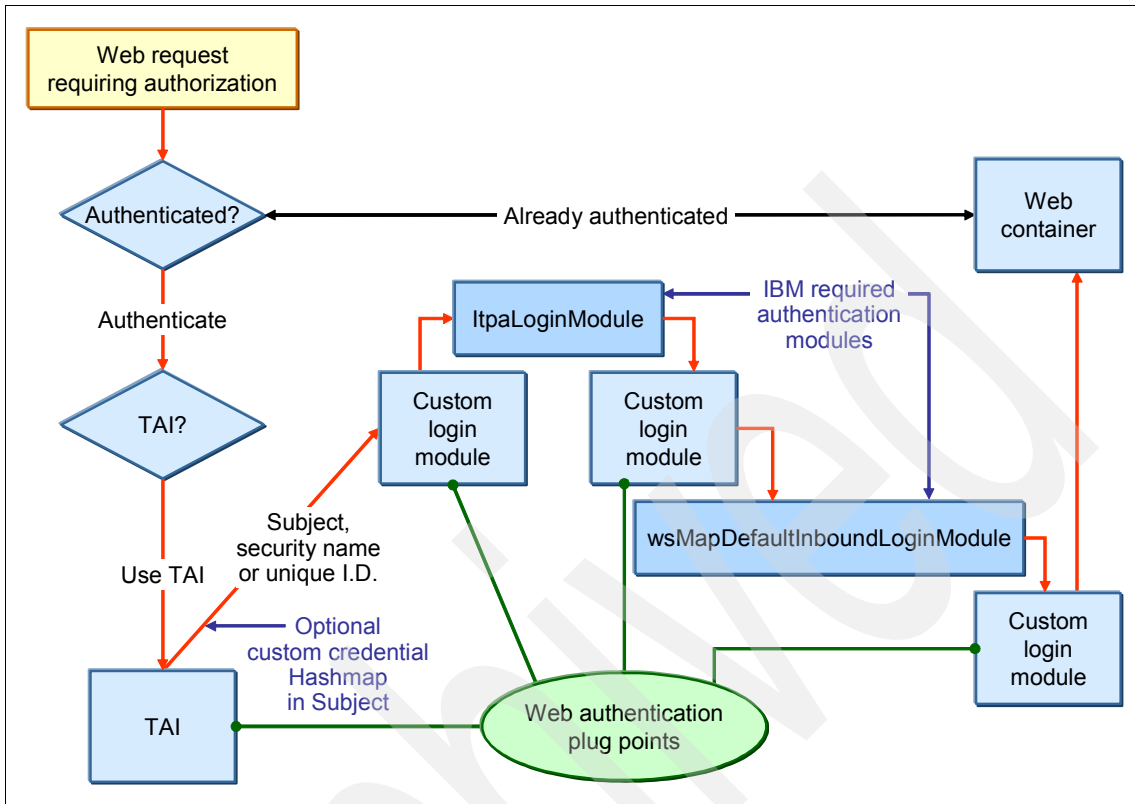 Web request
requiring authorization
Authenticated?
Already authenticated
Web
container
Authenticate
ltpaLoginModule
IBM required
authentication
modules
TAI?
Custom
login
module
Custom
login
module
Subject,
security name
or unique I.D.
wsMapDefaultInboundLoginModule
Use TAI
Optional
custom credential
Hashmap
in Subject
Custom
login
module
TAI
Web authentication
plug points
hived